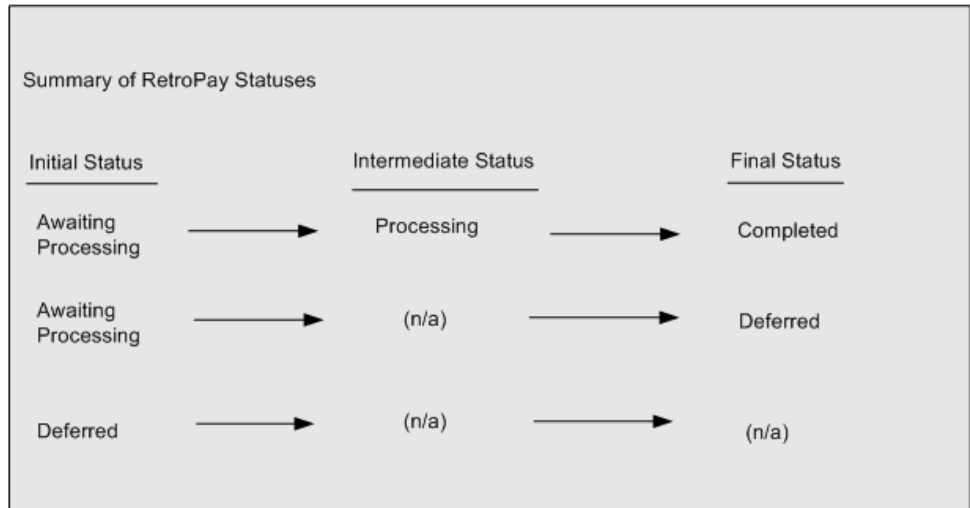 Summary of RetroPay Statuses
Initial Status Intermediate Status Final Status
Awaiting Processing Processing Completed
Awaiting Processing (n/a) Deferred
Deferred (n/a) (n/a)